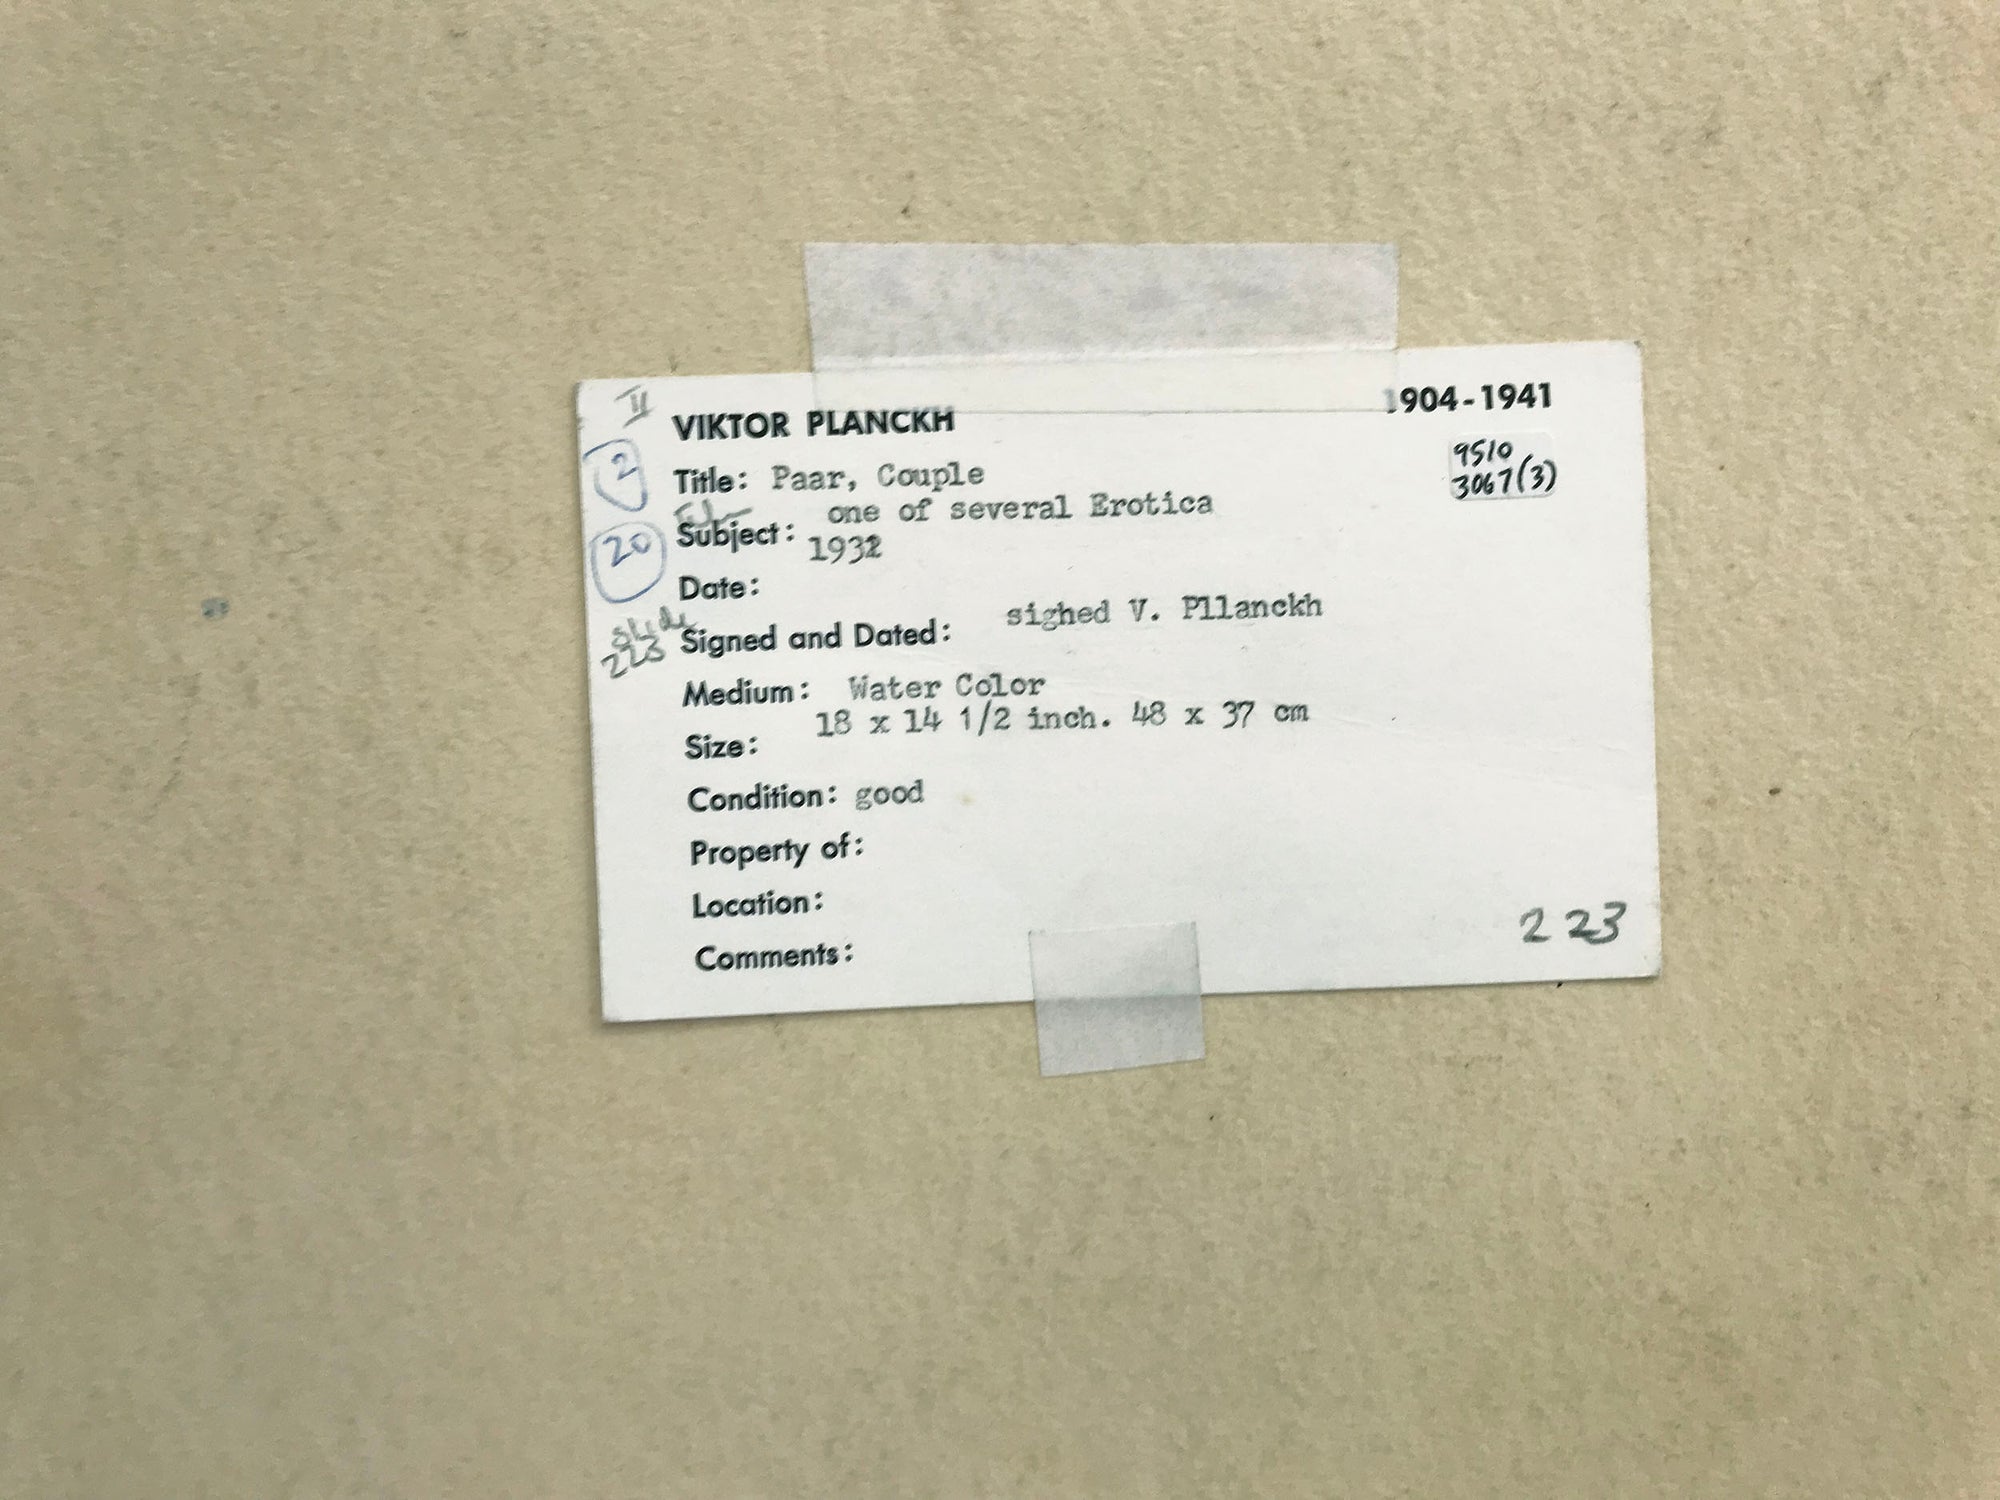 II
VIKTOR PLANCKH 1904-1941
2
9510
3067(3)
Title: Paar, Couple
Subject: one of several Erotica
20
1932
Date:
Slide
223
Signed and Dated: sighed V. Pllanckh
Medium: Water Color
18 x 14 1/2 inch. 48 x 37 cm
Size:
Condition: good
Property of:
Location:
223
Comments: